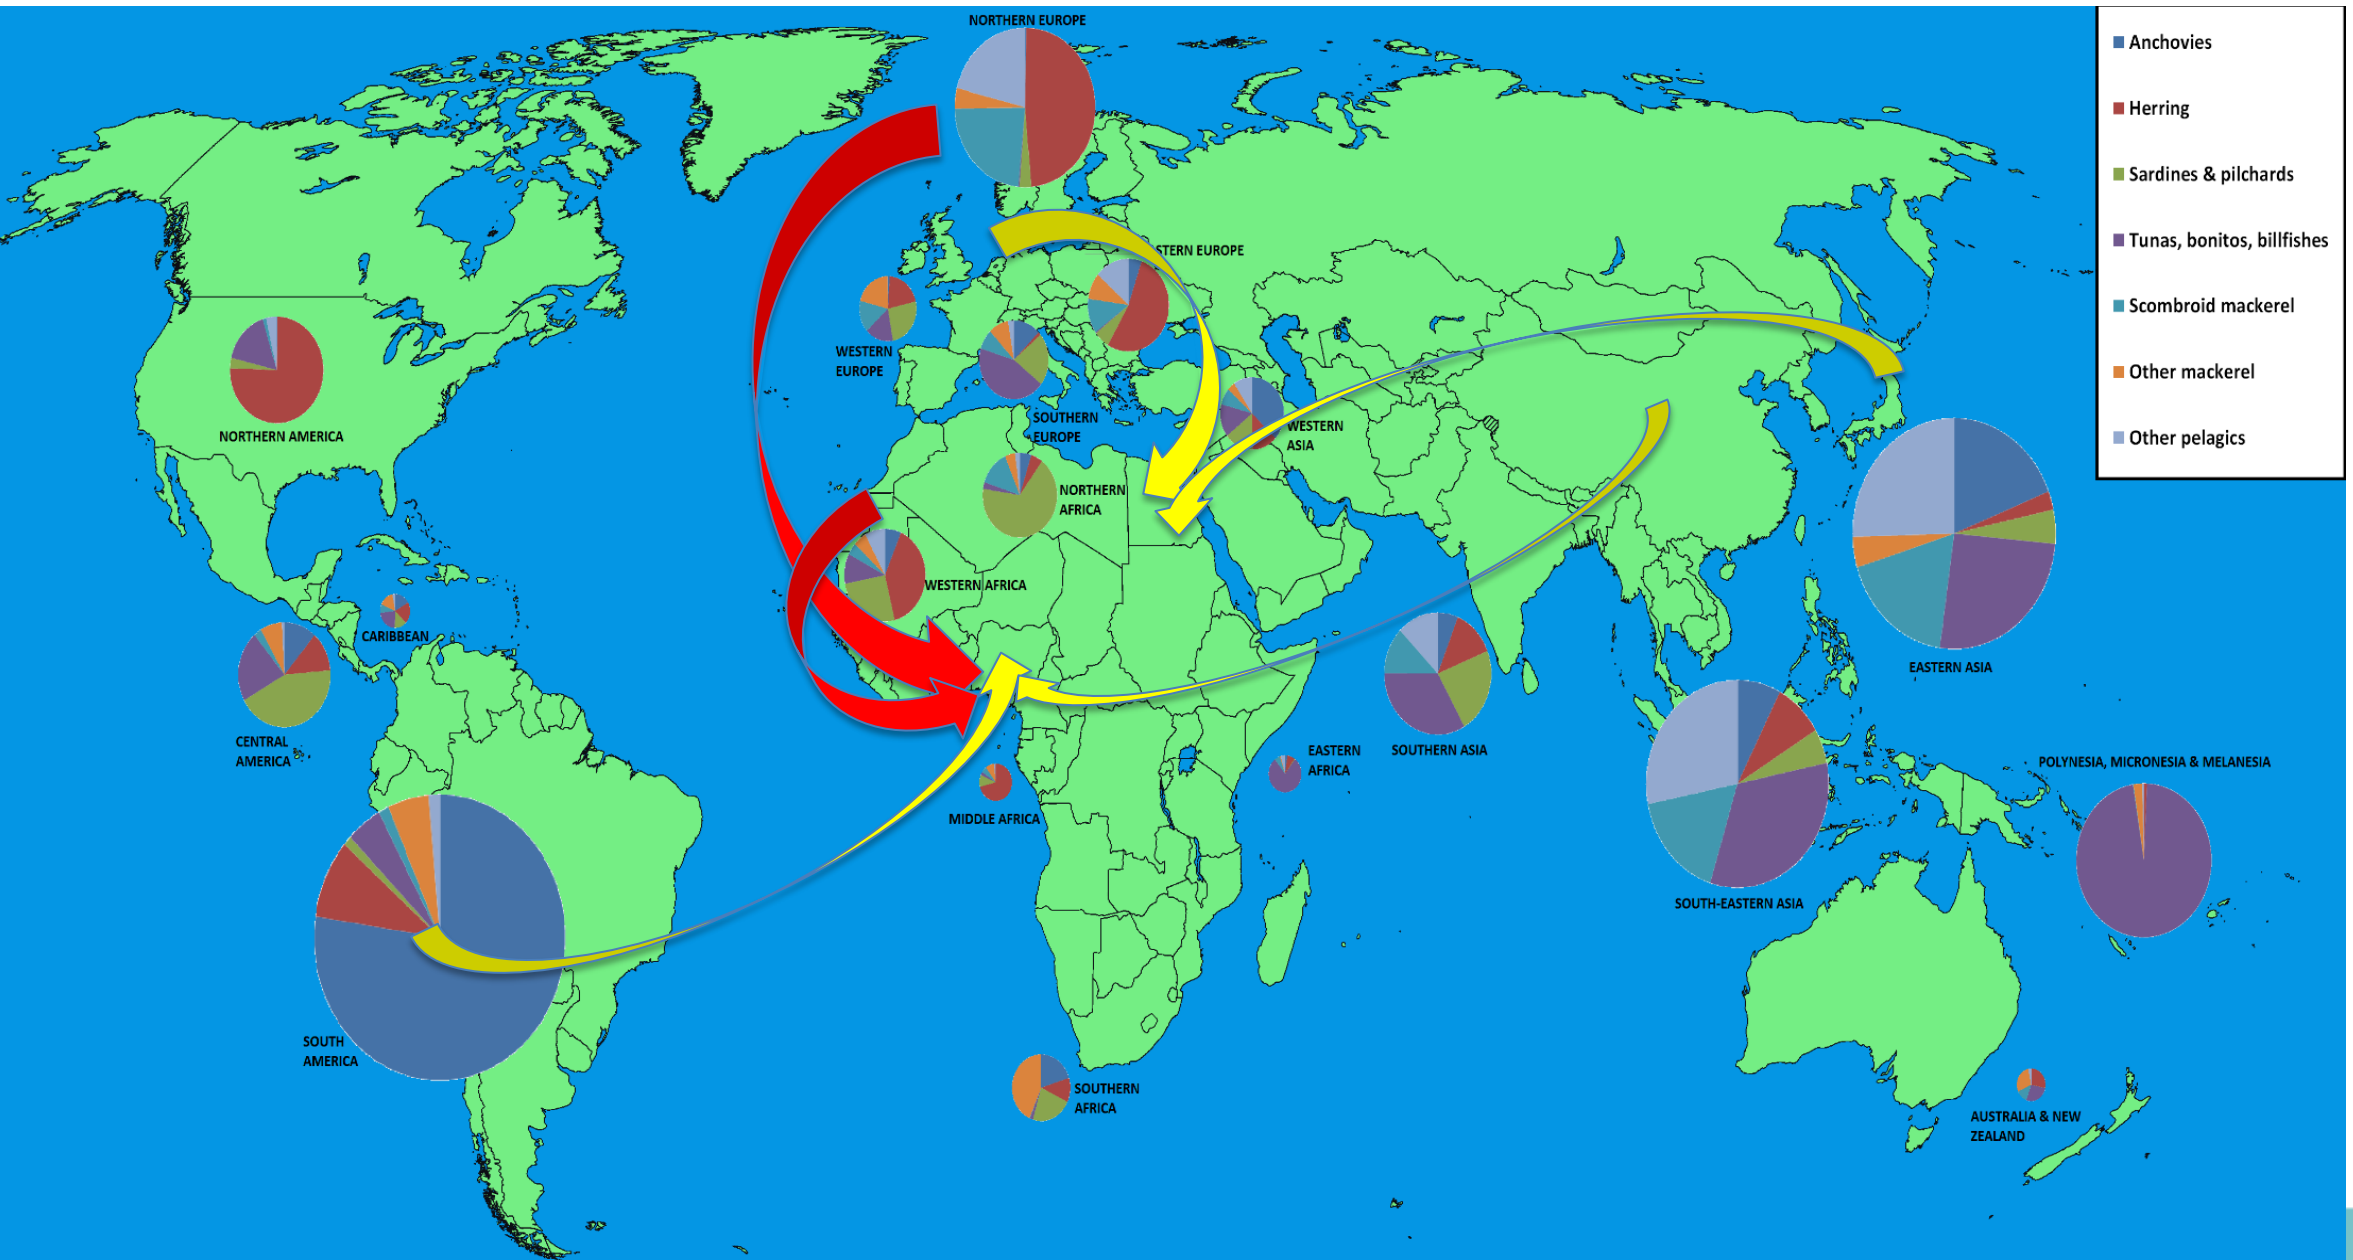 NORTHERN EUROPE
Anchovies
Herring
Sardines & pilchards
Tunas, bonitos, billfishes
Scombroid mackerel
Other mackerel
Other pelagics
STERN EUROPE
WESTERN
EUROPE
SOUTHERN
EUROPE
WESTERN
ASIA
NORTHERN AMERICA
NORTHERN
AFRICA
WESTERN AFRICA
CARIBBEAN
EASTERN ASIA
CENTRAL
AMERICA
SOUTHERN ASIA
EASTERN
AFRICA
POLYNESIA, MICRONESIA & MELANESIA
MIDDLE AFRICA
SOUTH-EASTERN ASIA
SOUTH
AMERICA
SOUTHERN
AFRICA
AUSTRALIA & NEW
ZEALAND